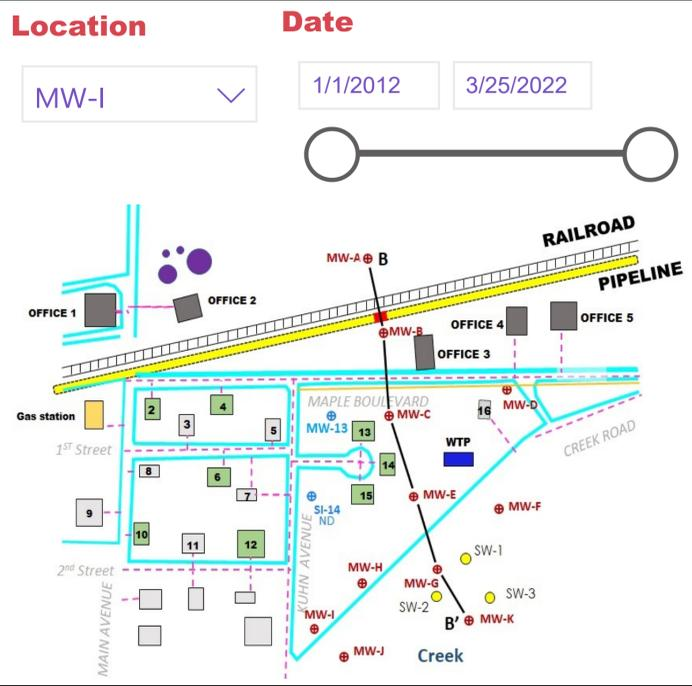 Location
Date
MW-I
1/1/2012
3/25/2022
MW-A
B
RAILROAD
PIPELINE
OFFICE 1
OFFICE 2
MW-B
OFFICE 3
OFFICE 4
OFFICE 5
Gas station
MAPLE BOULEVARD
2
4
3
5
MW-13
MW-C
16
MW-D
1ST Street
13
WTP
CREEK ROAD
8
6
7
14
15
9
SI-14
ND
MW-E
MW-F
10
11
12
KUHN AVENUE
SW-1
2nd Street
MAIN AVENUE
MW-H
MW-G
SW-2
SW-3
MW-I
B'
MW-K
MW-J
Creek